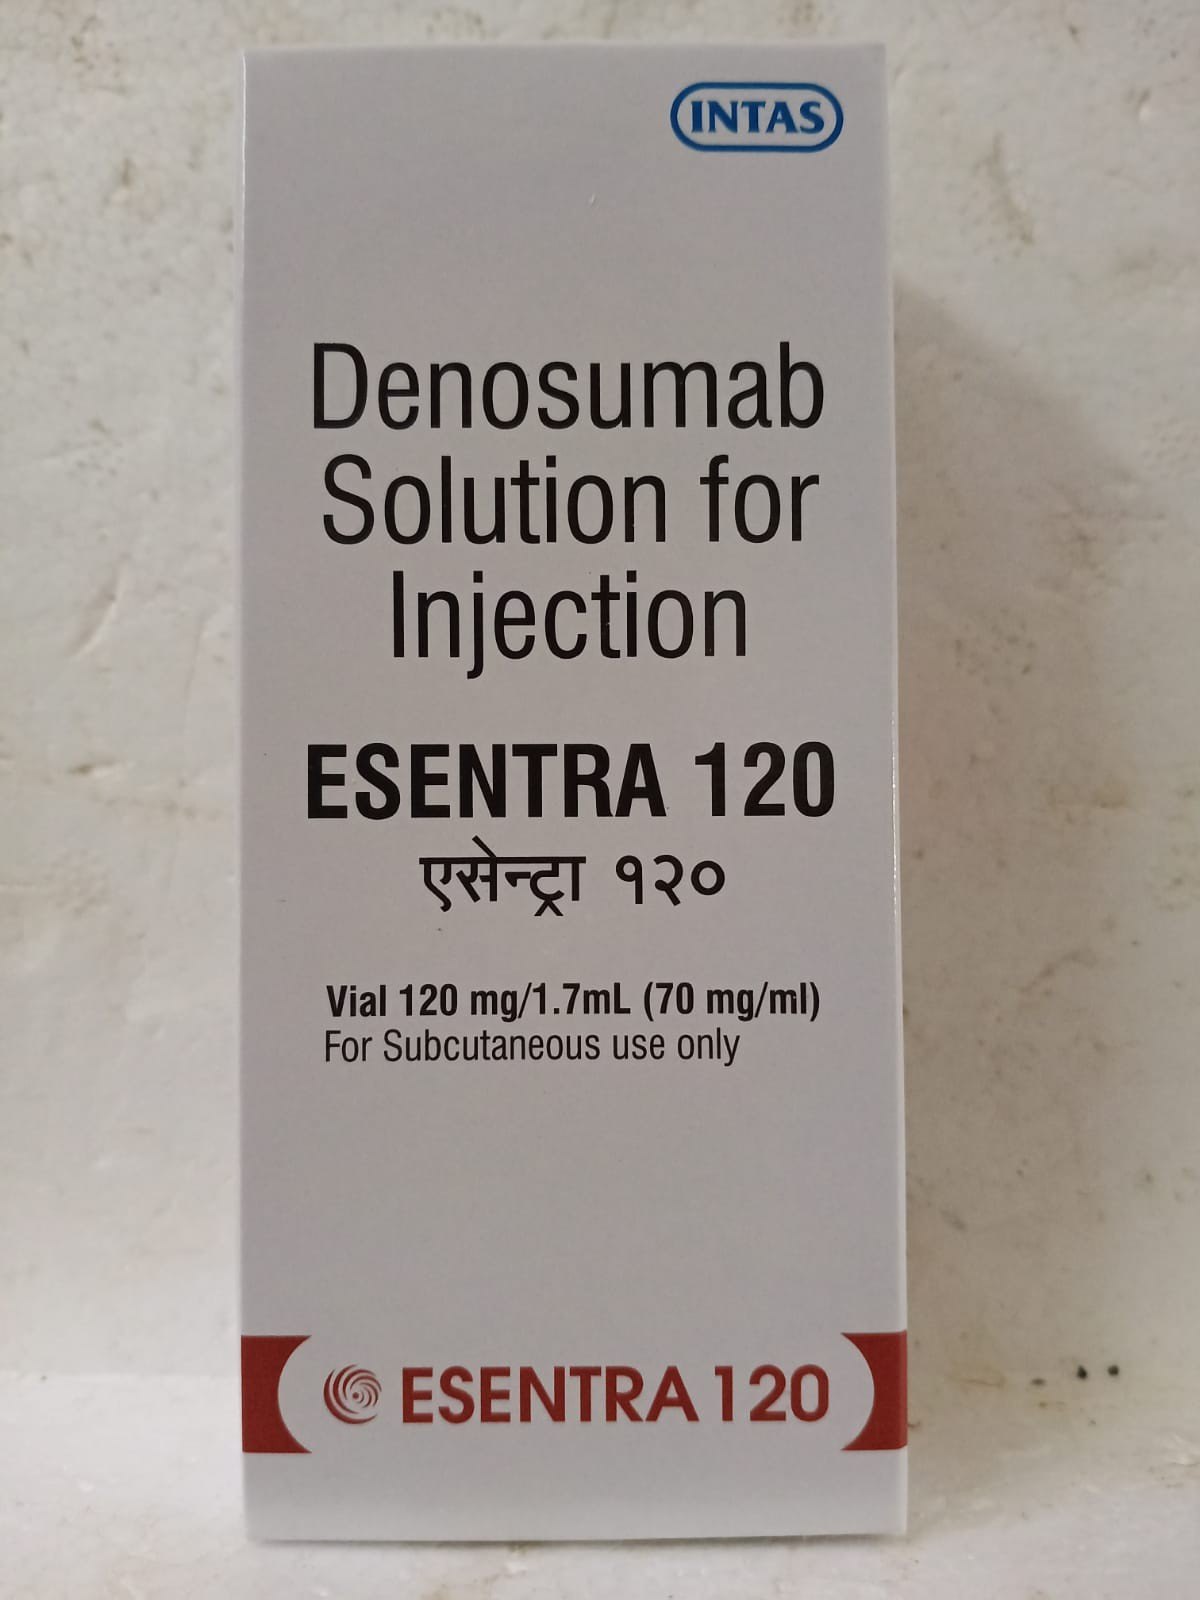 INTAS
Denosumab
Solution for
Injection
ESENTRA 120
एसेन्ट्रा १२०
Vial 120 mg/1.7mL (70 mg/ml)
For Subcutaneous use only
ESENTRA 120